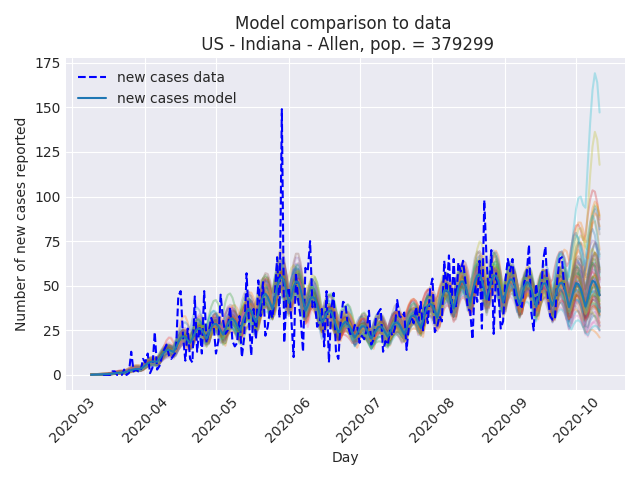 Model comparison to data
US - Indiana - Allen, pop. = 379299
new cases data
new cases model
Number of new cases reported
175
150
125
100
75
50
25
0
2020-03
2020-04
2020-05
2020-06
2020-07
2020-08
2020-09
2020-10
Day